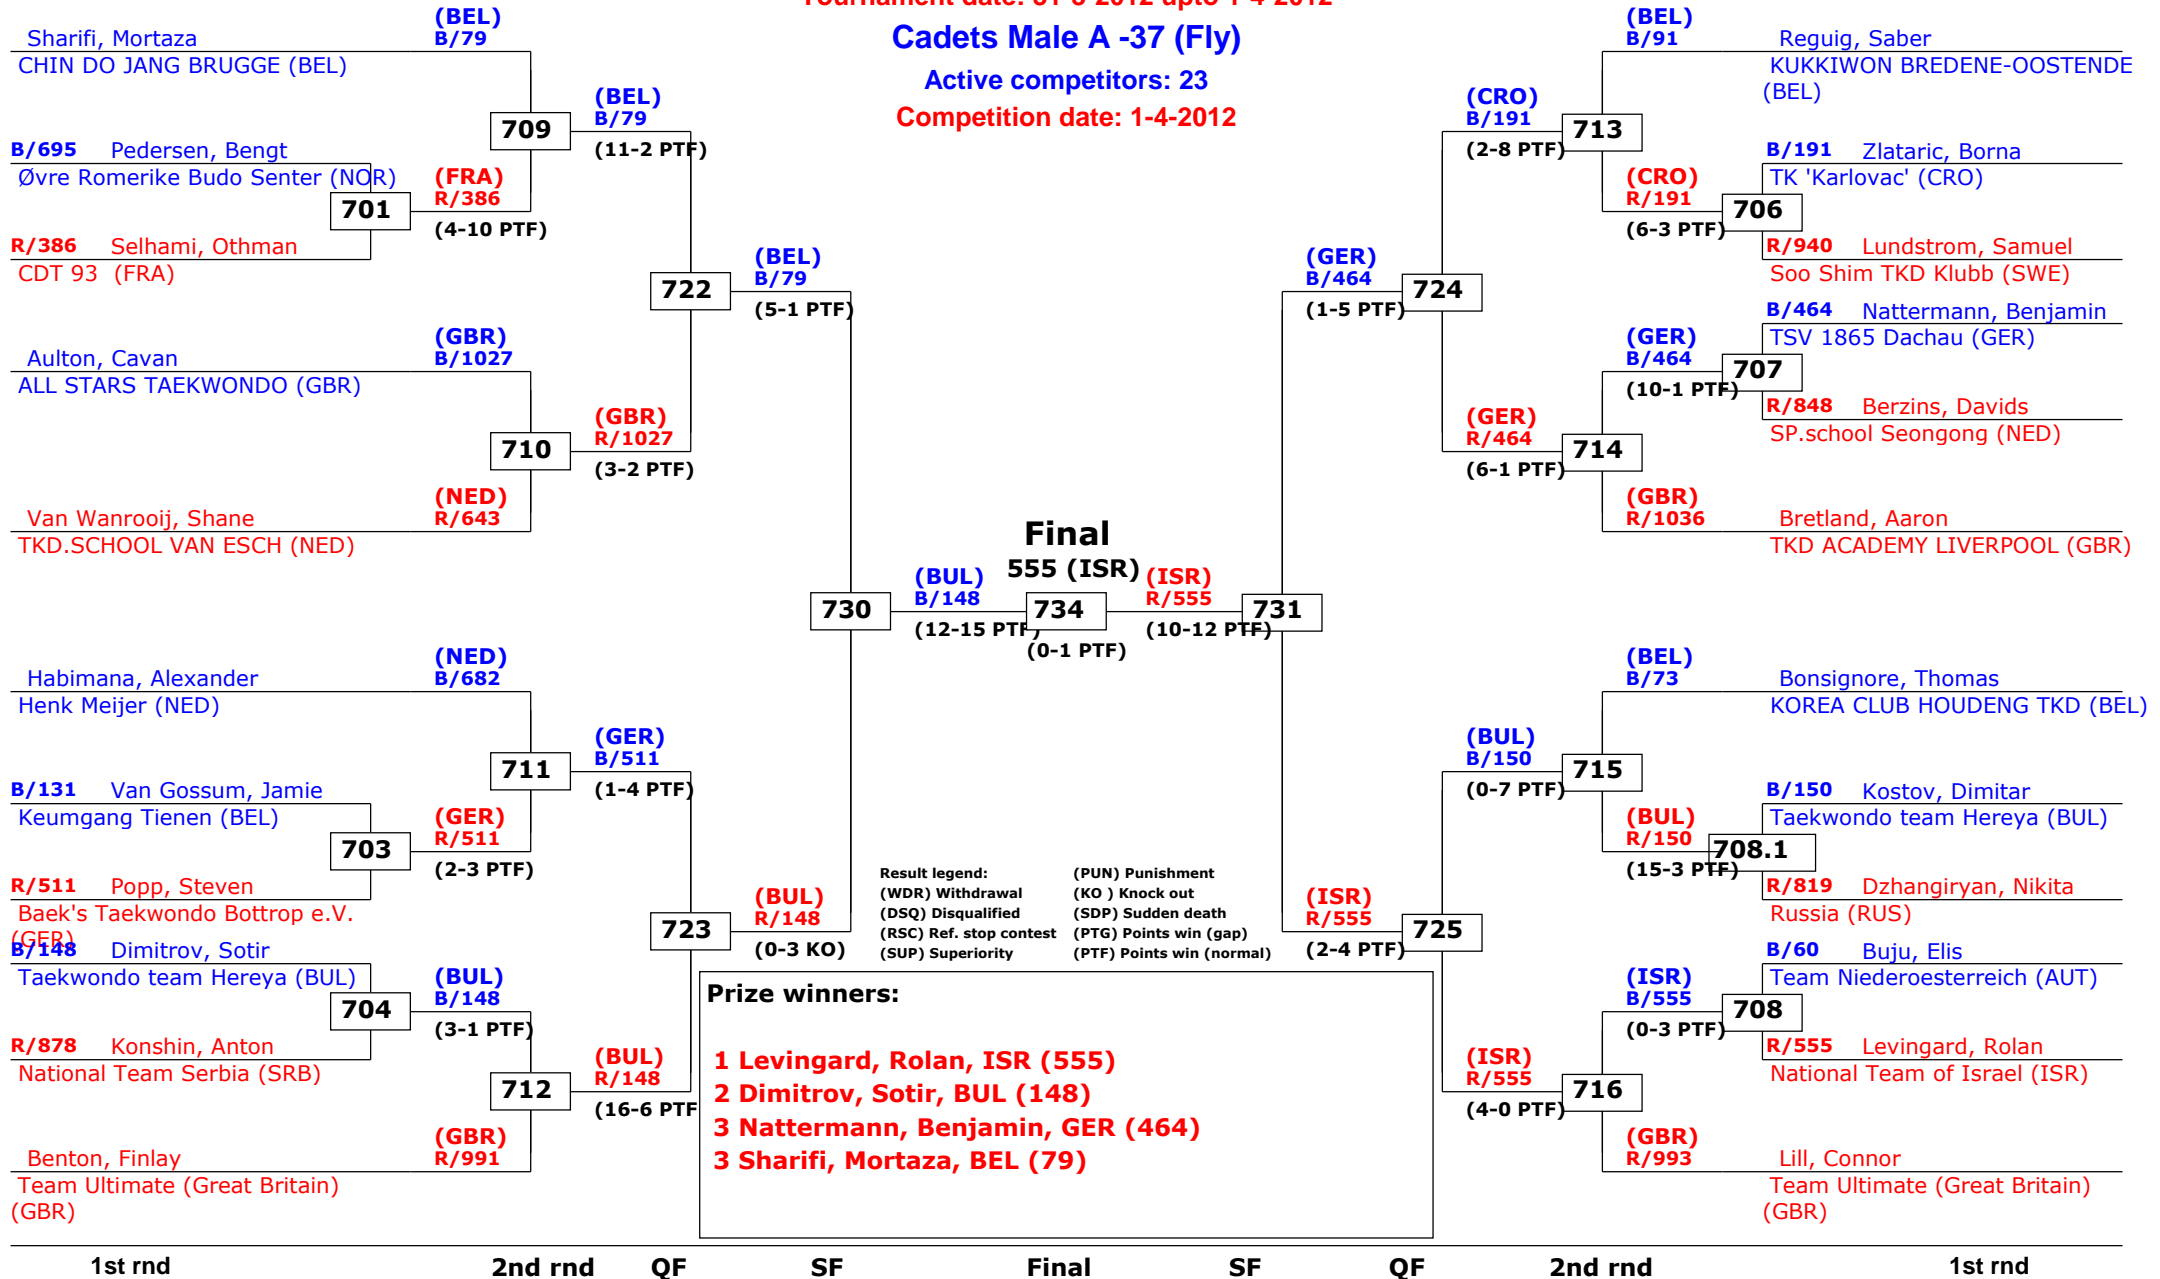 Tournament date: 31-3-2012 upto 1-4-2012
Cadets Male A -37 (Fly)
Active competitors: 23
Competition date: 1-4-2012
Sharifi, Mortaza
CHIN DO JANG BRUGGE (BEL)
(BEL)
B/79
B/695 Pedersen, Bengt
Øvre Romerike Budo Senter (NOR)
701
R/386 Selhami, Othman
CDT 93 (FRA)
(FRA)
R/386
(4-10 PTF)
709
(BEL)
B/79
(11-2 PTF)
Aulton, Cavan
ALL STARS TAEKWONDO (GBR)
(GBR)
B/1027
710
Van Wanrooij, Shane
TKD.SCHOOL VAN ESCH (NED)
(NED)
R/643
(GBR)
R/1027
(3-2 PTF)
722
(BEL)
B/79
(5-1 PTF)
Habimana, Alexander
Henk Meijer (NED)
(NED)
B/682
B/131 Van Gossum, Jamie
Keumgang Tienen (BEL)
703
R/511 Popp, Steven
Baek's Taekwondo Bottrop e.V.
(GER)
(GER)
R/511
(2-3 PTF)
711
(GER)
B/511
(1-4 PTF)
B/148 Dimitrov, Sotir
Taekwondo team Hereya (BUL)
704
R/878 Konshin, Anton
National Team Serbia (SRB)
(BUL)
B/148
(3-1 PTF)
712
Benton, Finlay
Team Ultimate (Great Britain)
(GBR)
(GBR)
R/991
(BUL)
R/148
(16-6 PTF
723
(BUL)
R/148
(0-3 KO)
730
(BUL)
B/148
(12-15 PTF)
Final
555 (ISR)
734
(0-1 PTF)
(ISR)
R/555
(10-12 PTF)
731
(GER)
B/464
(1-5 PTF)
724
(CRO)
B/191
(2-8 PTF)
713
(BEL)
B/91
Reguig, Saber
KUKKIWON BREDENE-OOSTENDE
(BEL)
(CRO)
R/191
(6-3 PTF)
706
B/191 Zlataric, Borna
TK 'Karlovac' (CRO)
R/940 Lundstrom, Samuel
Soo Shim TKD Klubb (SWE)
(GER)
R/464
(6-1 PTF)
714
(GER)
B/464
(10-1 PTF)
707
B/464 Nattermann, Benjamin
TSV 1865 Dachau (GER)
R/848 Berzins, Davids
SP.school Seongong (NED)
(GBR)
R/1036
Bretland, Aaron
TKD ACADEMY LIVERPOOL (GBR)
(ISR)
R/555
(2-4 PTF)
725
(BUL)
B/150
(0-7 PTF)
715
(BEL)
B/73
Bonsignore, Thomas
KOREA CLUB HOUDENG TKD (BEL)
(BUL)
R/150
(15-3 PTF)
708.1
B/150 Kostov, Dimitar
Taekwondo team Hereya (BUL)
R/819 Dzhangiryan, Nikita
Russia (RUS)
(ISR)
R/555
(4-0 PTF)
716
(ISR)
B/555
(0-3 PTF)
708
B/60 Buju, Elis
Team Niederoesterreich (AUT)
R/555 Levingard, Rolan
National Team of Israel (ISR)
(GBR)
R/993
Lill, Connor
Team Ultimate (Great Britain)
(GBR)
Result legend: (PUN) Punishment
(WDR) Withdrawal (KO ) Knock out
(DSQ) Disqualified (SDP) Sudden death
(RSC) Ref. stop contest (PTG) Points win (gap)
(SUP) Superiority (PTF) Points win (normal)
Prize winners:
1 Levingard, Rolan, ISR (555)
2 Dimitrov, Sotir, BUL (148)
3 Nattermann, Benjamin, GER (464)
3 Sharifi, Mortaza, BEL (79)
1st rnd 2nd rnd QF SF Final SF QF 2nd rnd 1st rnd